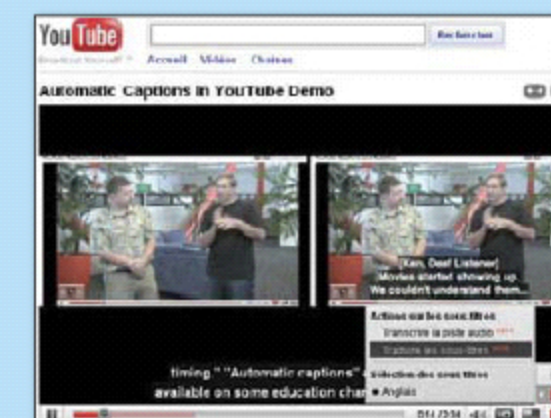 You Tube
Rechercher
Broadcast Yourself
Accueil Vidéos Chaînes
Automatic Captions in YouTube Demo
[Ken, Deaf Listener]
Movies started showing up.
We couldn't understand them...
Actions sur les sous-titres
Transcrire la piste audio
Traduire les sous-titres
Sélection des sous-titres
Anglais
timing." "Automatic captions"
available on some education